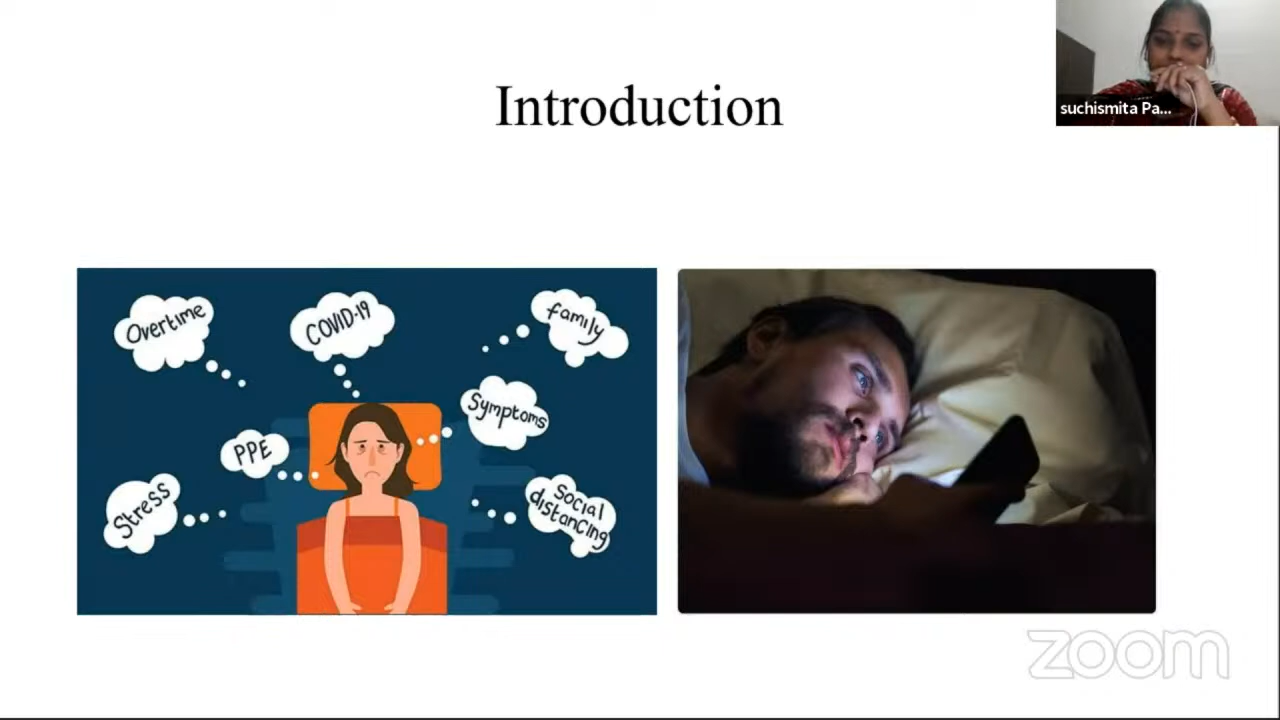 Introduction
suchismita Pa...
Overtime
COVID-19
family
Symptoms
PPE
Stress
Social
distancing
zoom